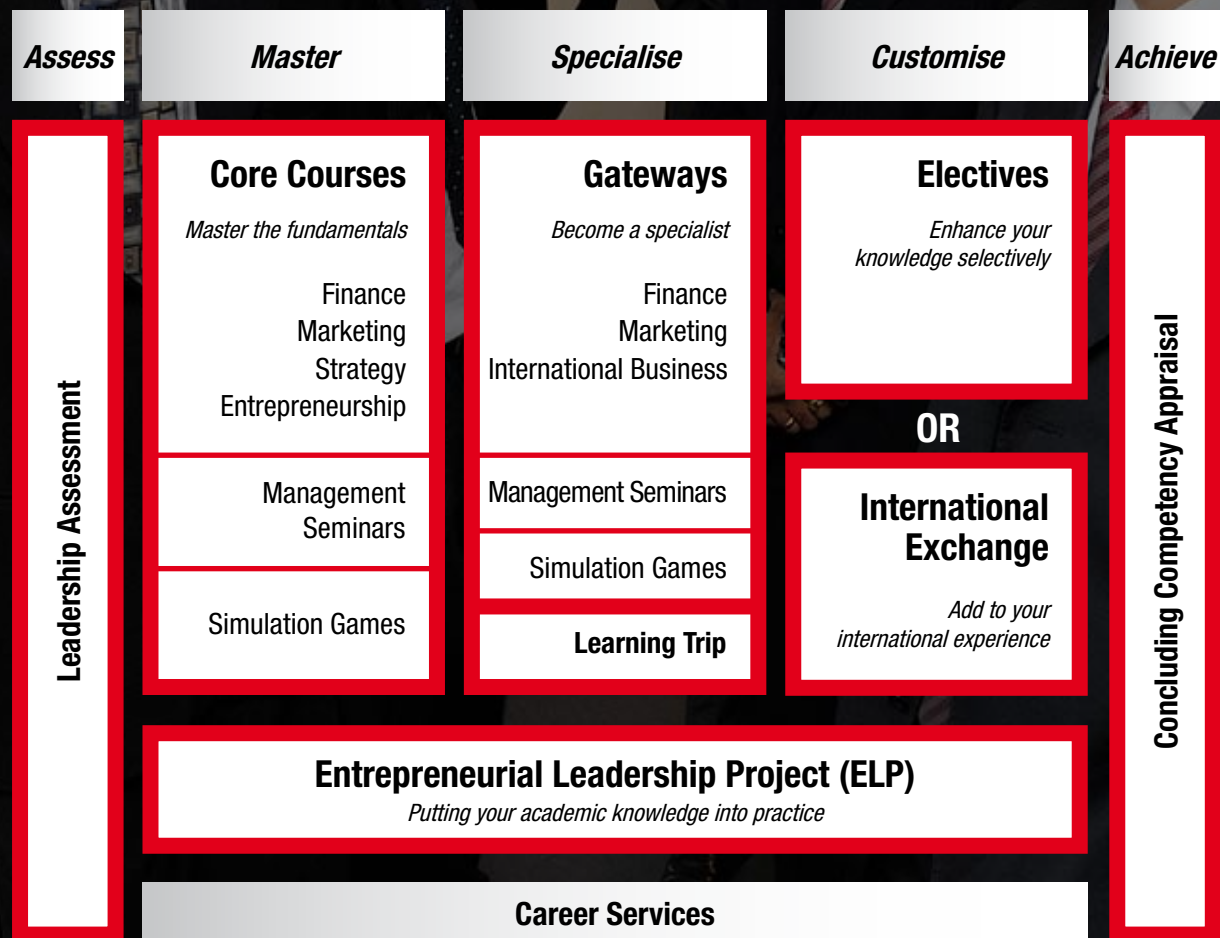 Assess
Master
Specialise
Customise
Achieve
Leadership Assessment
Core Courses
Master the fundamentals
Finance
Marketing
Strategy
Entrepreneurship
Management
Seminars
Simulation Games
Gateways
Become a specialist
Finance
Marketing
International Business
Management Seminars
Simulation Games
Learning Trip
Electives
Enhance your
knowledge selectively
OR
International
Exchange
Add to your
international experience
Concluding Competency Appraisal
Entrepreneurial Leadership Project (ELP)
Putting your academic knowledge into practice
Career Services